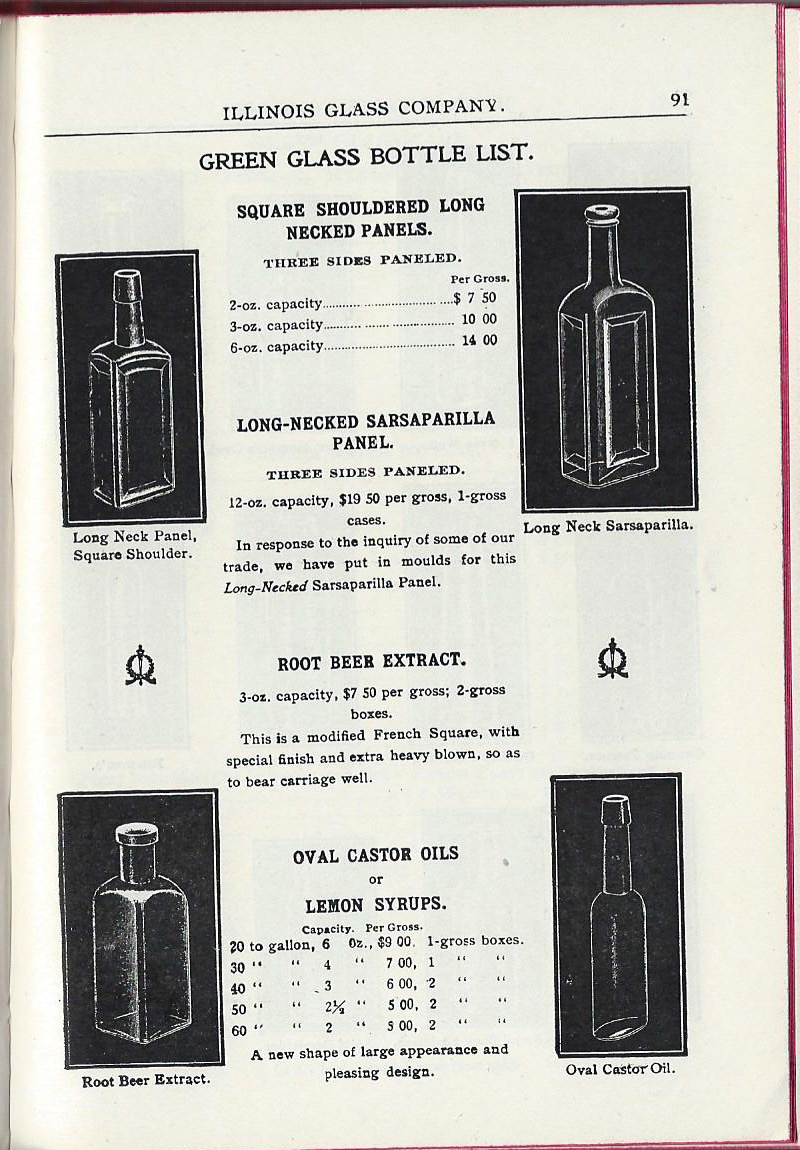 ILLINOIS GLASS COMPANY. 91
GREEN GLASS BOTTLE LIST.
SQUARE SHOULDERED LONG
NECKED PANELS.
THREE SIDES PANELED.
Per Gross.
2-oz. capacity..............................$ 7 50
3-oz. capacity.............................. 10 00
6-oz. capacity.............................. 14 00
Long Neck Panel,
Square Shoulder.
LONG-NECKED SARSAPARILLA
PANEL.
THREE SIDES PANELED.
12-oz. capacity, $19 50 per gross, 1-gross
cases.
In response to the inquiry of some of our
trade, we have put in moulds for this
Long-Necked Sarsaparilla Panel.
Long Neck Sarsaparilla.
ROOT BEER EXTRACT.
3-oz. capacity, $7 50 per gross; 2-gross
boxes.
This is a modified French Square, with
special finish and extra heavy blown, so as
to bear carriage well.
Root Beer Extract.
OVAL CASTOR OILS
or
LEMON SYRUPS.
Capacity. Per Gross.
20 to gallon, 6 Oz., $9 00. 1-gross boxes.
30 “ “ 4 “ 7 00, 1 “ “
40 “ “ 3 “ 6 00, 2 “ “
50 “ “ 2½ “ 5 00, 2 “ “
60 “ “ 2 “ 5 00, 2 “ “
A new shape of large appearance and
pleasing design.
Oval Castor Oil.